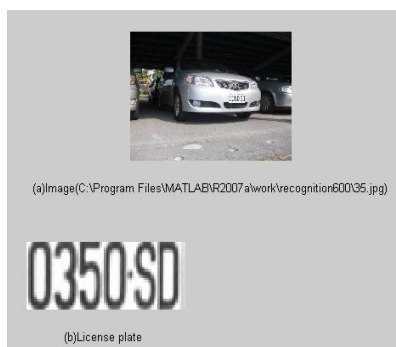 (a)Image(C:\Program Files\MATLAB\R2007a\work\recognition600\35.jpg)
0350·SD
(b)License plate